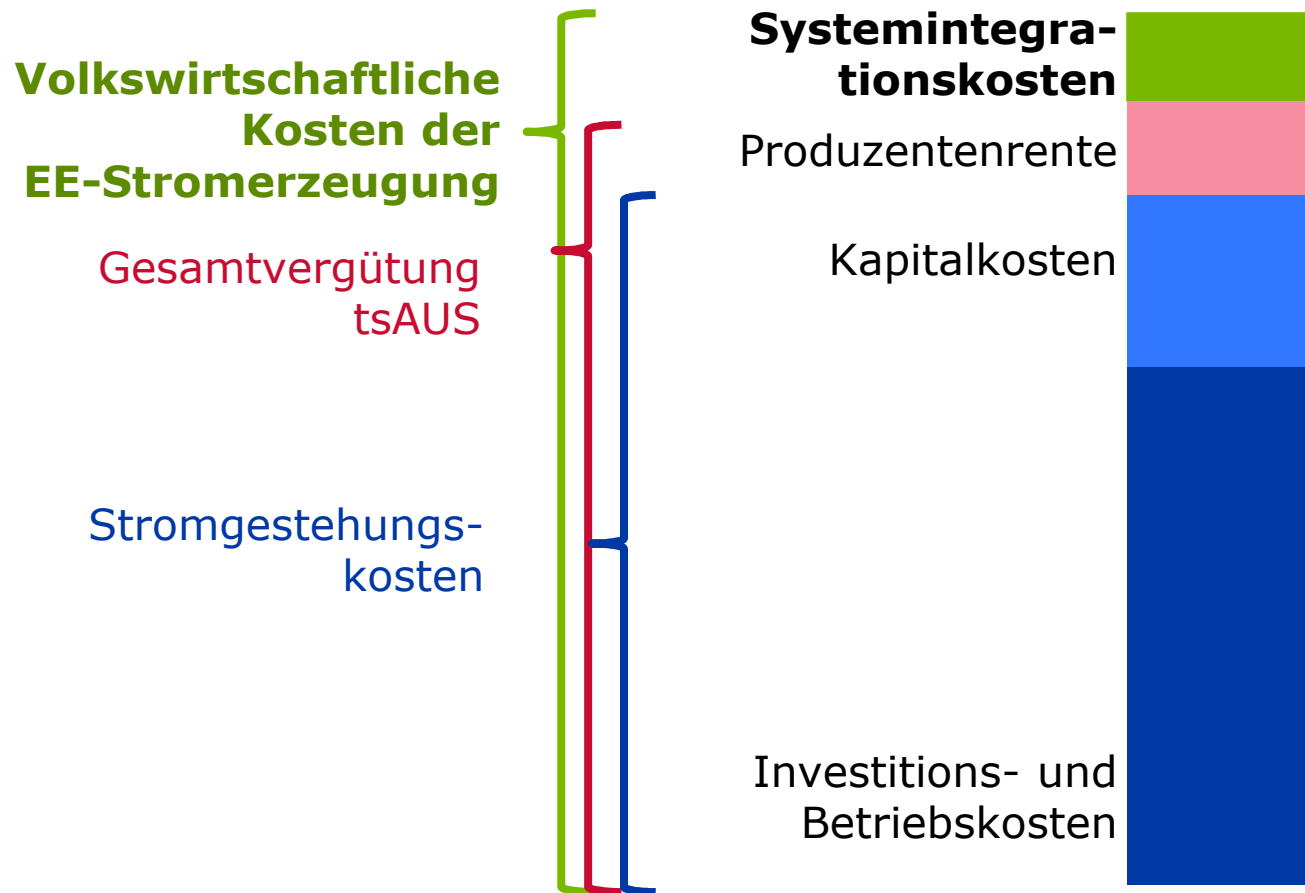 Volkswirtschaftliche
Kosten der
EE-Stromerzeugung
Gesamtvergütung
tsAUS
Stromgestehungs-
kosten
Systemintegra-
tionskosten
Produzentenrente
Kapitalkosten
Investitions- und
Betriebskosten